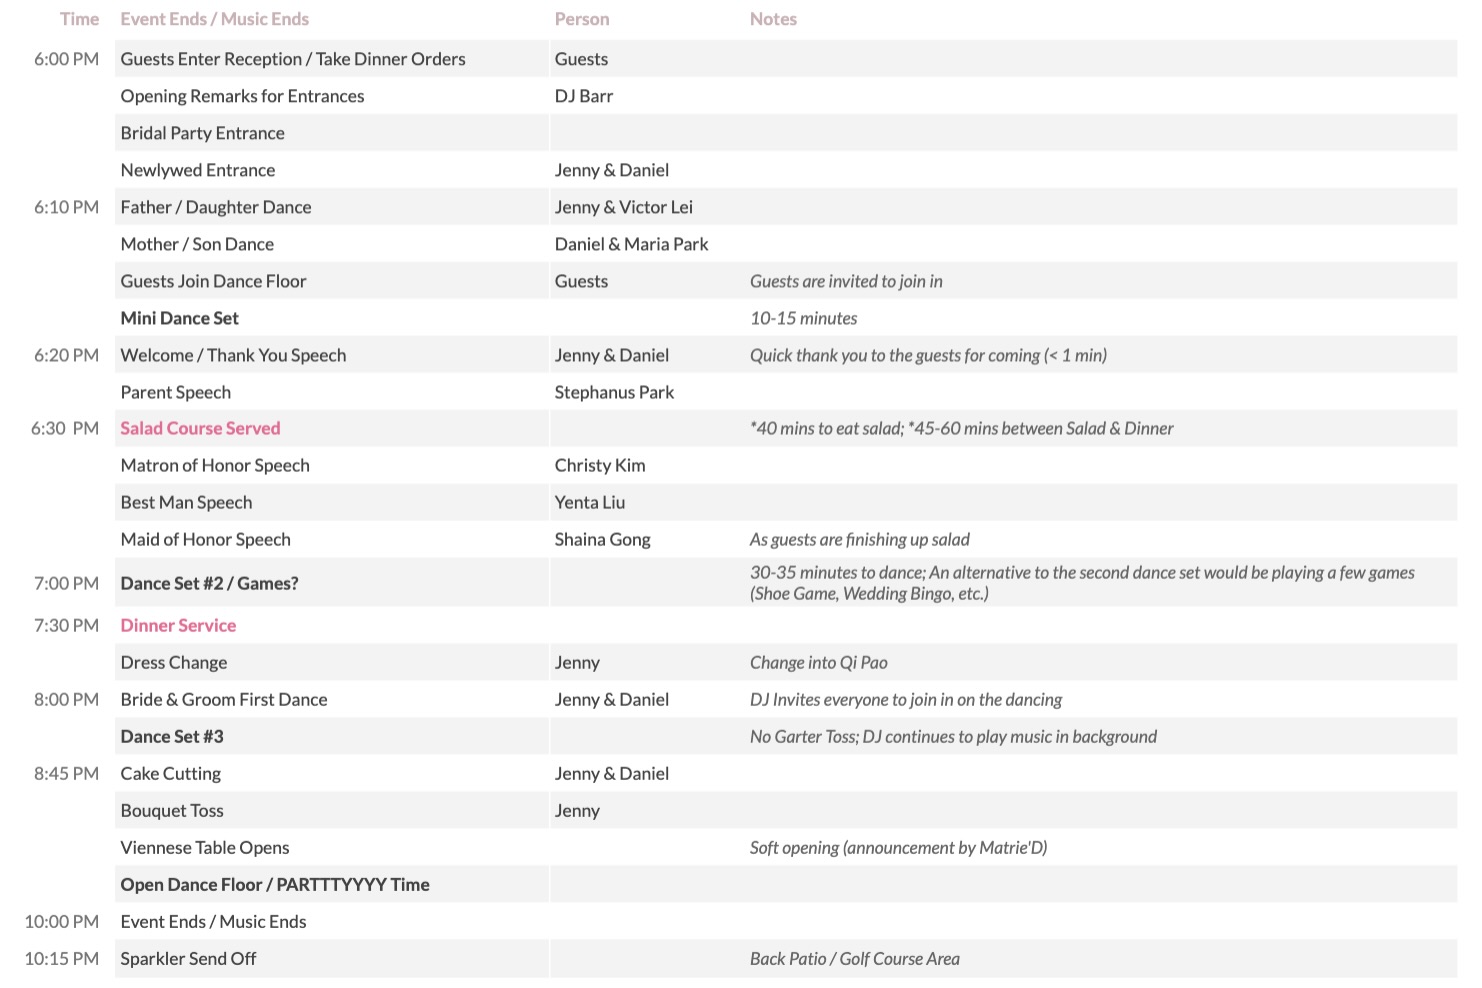 Time Event Ends / Music Ends Person Notes
6:00 PM Guests Enter Reception / Take Dinner Orders Guests
Opening Remarks for Entrances DJ Barr
Bridal Party Entrance
Newlywed Entrance Jenny & Daniel
6:10 PM Father / Daughter Dance Jenny & Victor Lei
Mother / Son Dance Daniel & Maria Park
Guests Join Dance Floor Guests Guests are invited to join in
Mini Dance Set 10-15 minutes
6:20 PM Welcome / Thank You Speech Jenny & Daniel Quick thank you to the guests for coming (< 1 min)
Parent Speech Stephanus Park
6:30 PM Salad Course Served *40 mins to eat salad; *45-60 mins between Salad & Dinner
Matron of Honor Speech Christy Kim
Best Man Speech Yenta Liu
Maid of Honor Speech Shaina Gong As guests are finishing up salad
7:00 PM Dance Set #2 / Games? 30-35 minutes to dance; An alternative to the second dance set would be playing a few games
(Shoe Game, Wedding Bingo, etc.)
7:30 PM Dinner Service
Dress Change Jenny Change into Qi Pao
8:00 PM Bride & Groom First Dance Jenny & Daniel DJ Invites everyone to join in on the dancing
Dance Set #3 No Garter Toss; DJ continues to play music in background
8:45 PM Cake Cutting Jenny & Daniel
Bouquet Toss Jenny
Viennese Table Opens Soft opening (announcement by Matrie'D)
Open Dance Floor / PARTTTYYYY Time
10:00 PM Event Ends / Music Ends
10:15 PM Sparkler Send Off Back Patio / Golf Course Area